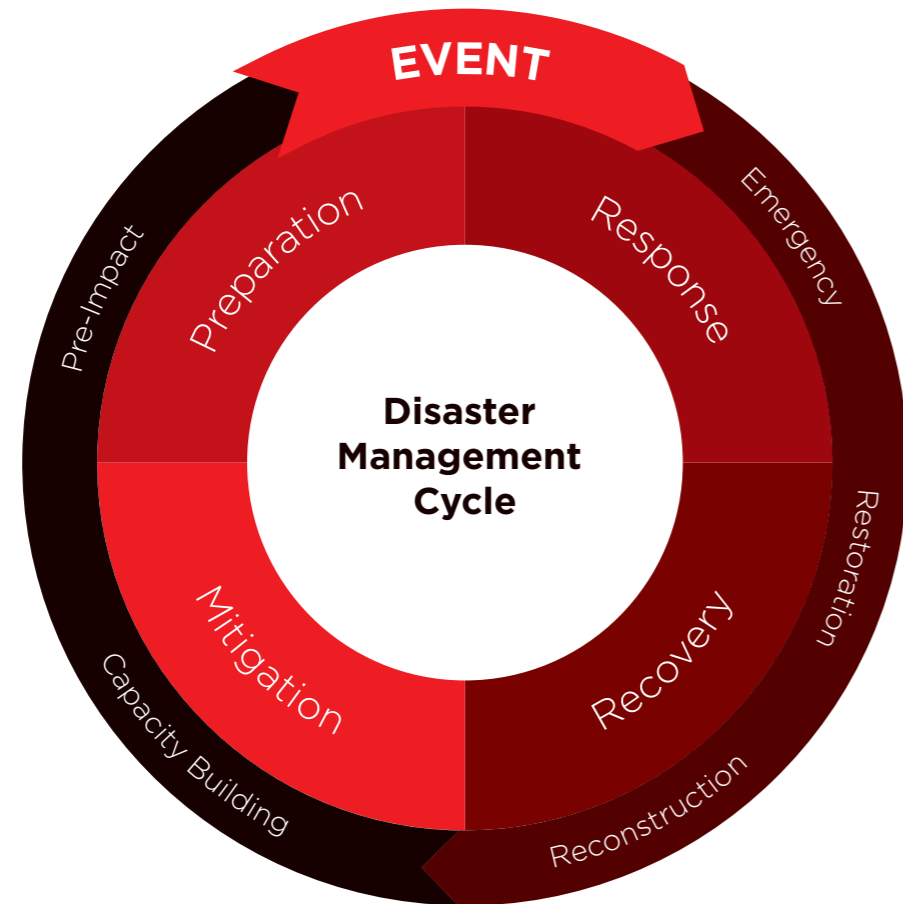 EVENT
Preparation
Response
Pre-Impact
Emergency
Disaster
Management
Cycle
Restoration
Mitigation
Recovery
Capacity Building
Reconstruction